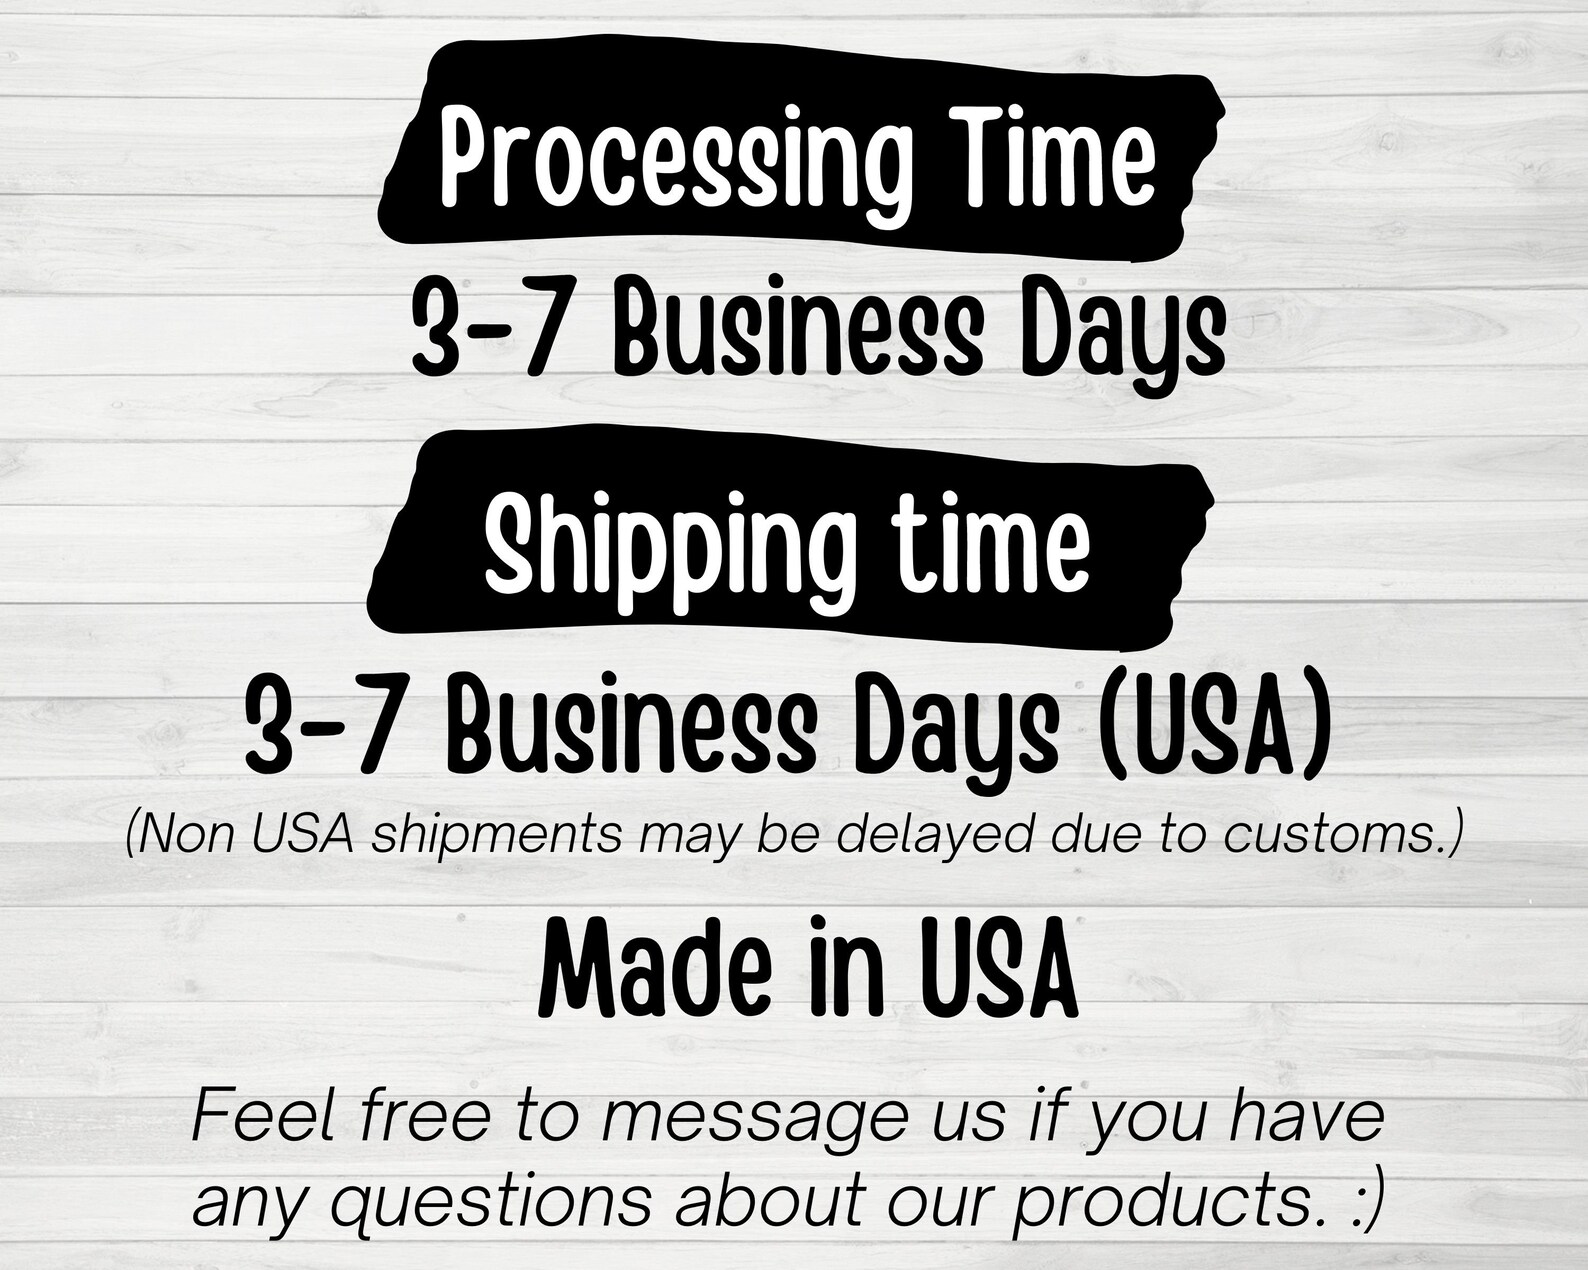 Processing Time
3-7 Business Days
Shipping time
3-7 Business Days (USA)
(Non USA shipments may be delayed due to customs.)
Made in USA
Feel free to message us if you have
any questions about our products. :)